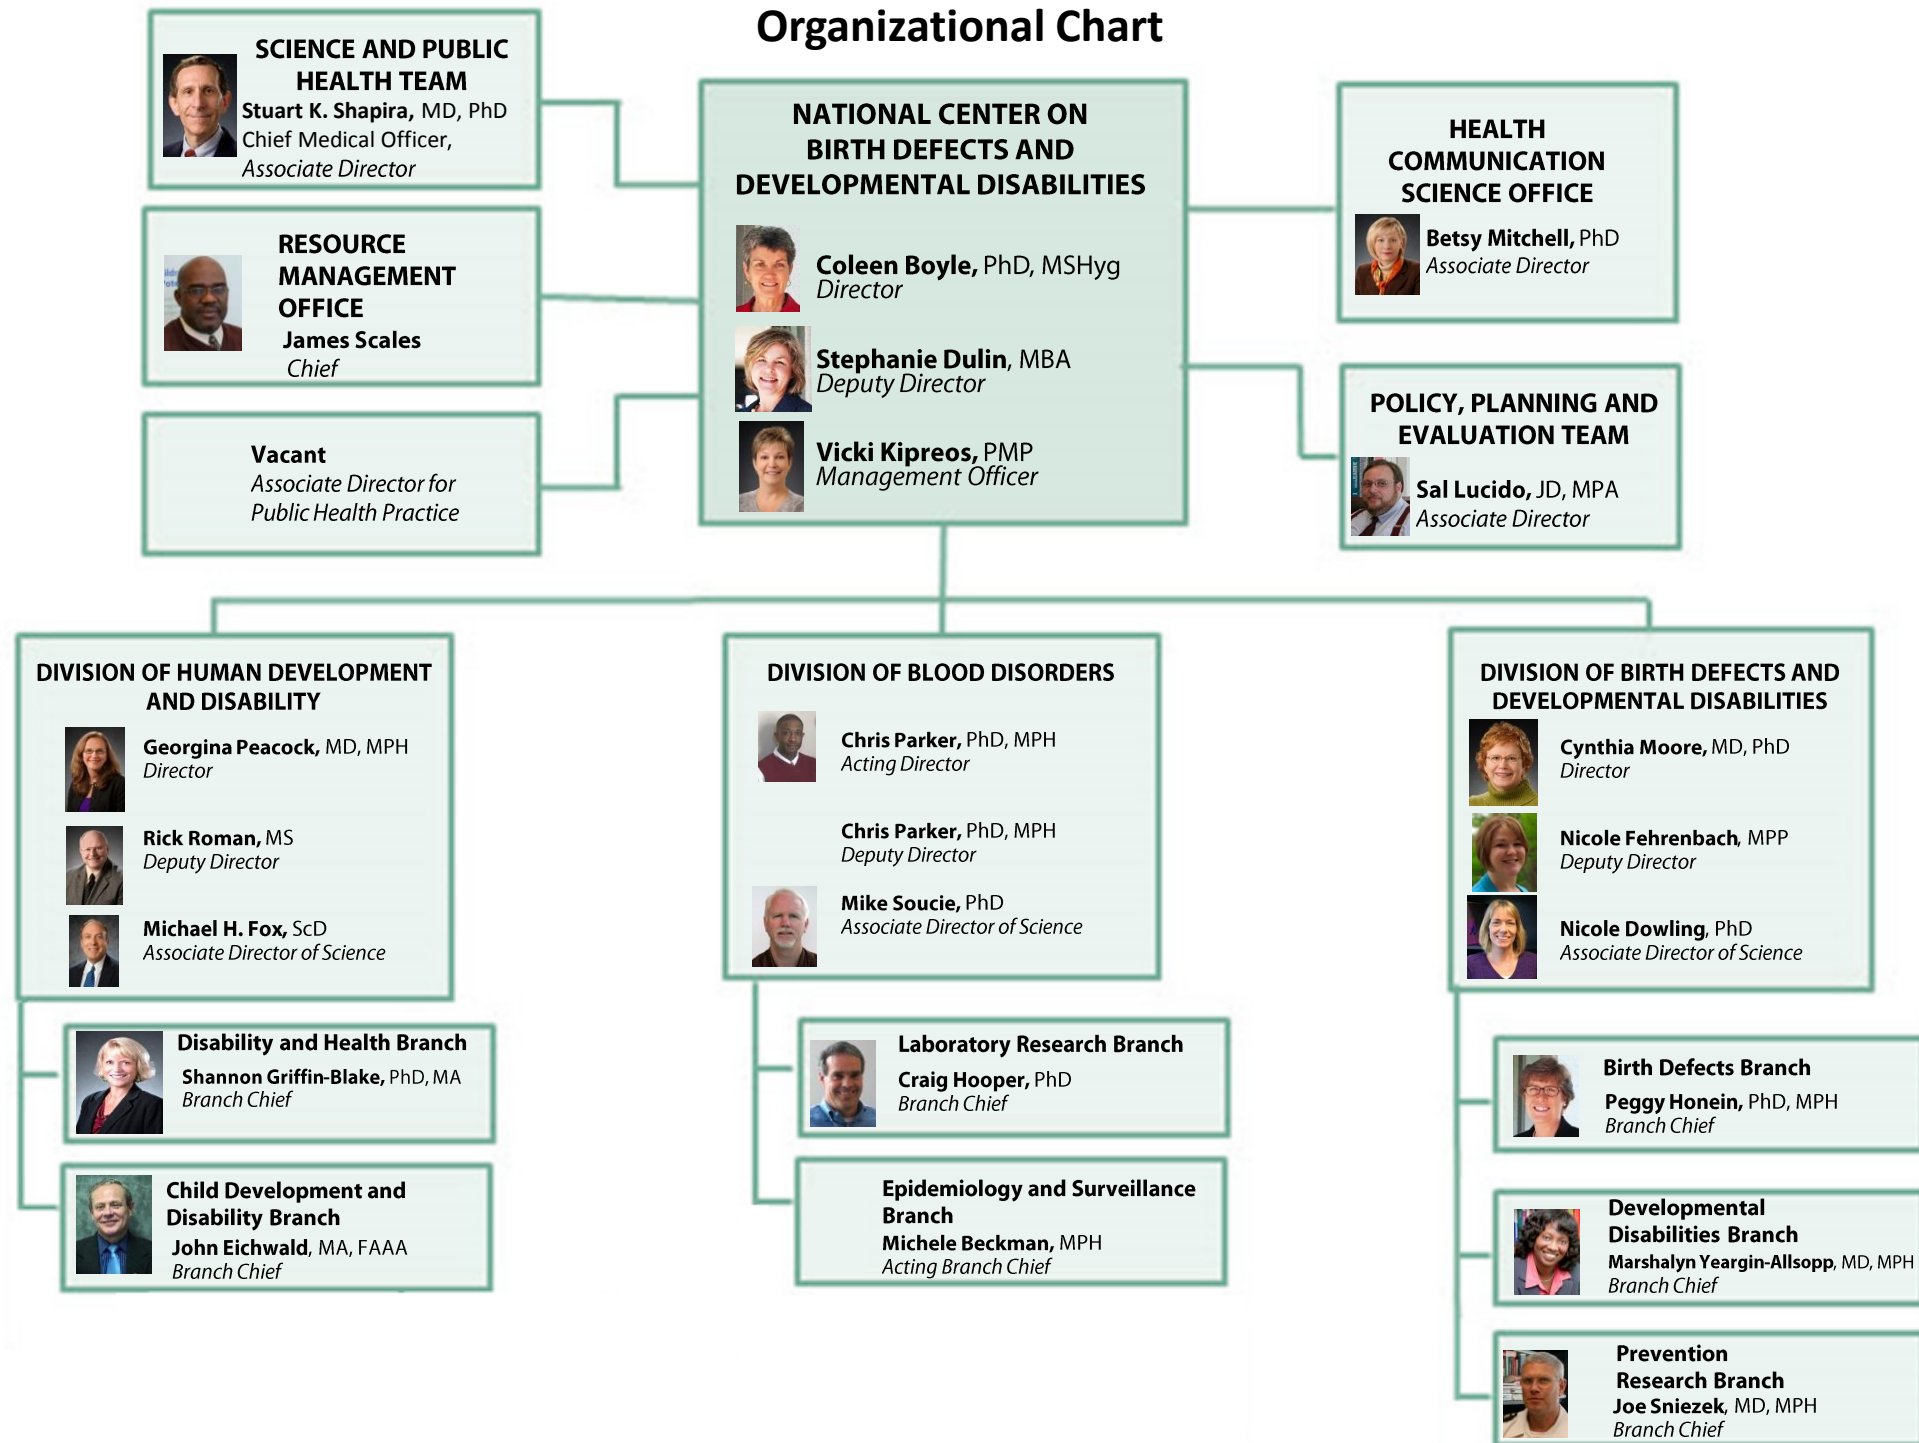 Organizational Chart
SCIENCE AND PUBLIC
HEALTH TEAM
Stuart K. Shapira, MD, PhD
Chief Medical Officer,
Associate Director
RESOURCE
MANAGEMENT
OFFICE
James Scales
Chief
Vacant
Associate Director for
Public Health Practice
NATIONAL CENTER ON
BIRTH DEFECTS AND
DEVELOPMENTAL DISABILITIES
Coleen Boyle, PhD, MSHyg
Director
Stephanie Dulin, MBA
Deputy Director
Vicki Kipreos, PMP
Management Officer
HEALTH
COMMUNICATION
SCIENCE OFFICE
Betsy Mitchell, PhD
Associate Director
POLICY, PLANNING AND
EVALUATION TEAM
Sal Lucido, JD, MPA
Associate Director
DIVISION OF HUMAN DEVELOPMENT
AND DISABILITY
Georgina Peacock, MD, MPH
Director
Rick Roman, MS
Deputy Director
Michael H. Fox, ScD
Associate Director of Science
Disability and Health Branch
Shannon Griffin-Blake, PhD, MA
Branch Chief
Child Development and
Disability Branch
John Eichwald, MA, FAAA
Branch Chief
DIVISION OF BLOOD DISORDERS
Chris Parker, PhD, MPH
Acting Director
Chris Parker, PhD, MPH
Deputy Director
Mike Soucie, PhD
Associate Director of Science
Laboratory Research Branch
Craig Hooper, PhD
Branch Chief
Epidemiology and Surveillance
Branch
Michele Beckman, MPH
Acting Branch Chief
DIVISION OF BIRTH DEFECTS AND
DEVELOPMENTAL DISABILITIES
Cynthia Moore, MD, PhD
Director
Nicole Fehrenbach, MPP
Deputy Director
Nicole Dowling, PhD
Associate Director of Science
Birth Defects Branch
Peggy Honein, PhD, MPH
Branch Chief
Developmental
Disabilities Branch
Marshalyn Yeargin-Allsopp, MD, MPH
Branch Chief
Prevention
Research Branch
Joe Sniezek, MD, MPH
Branch Chief